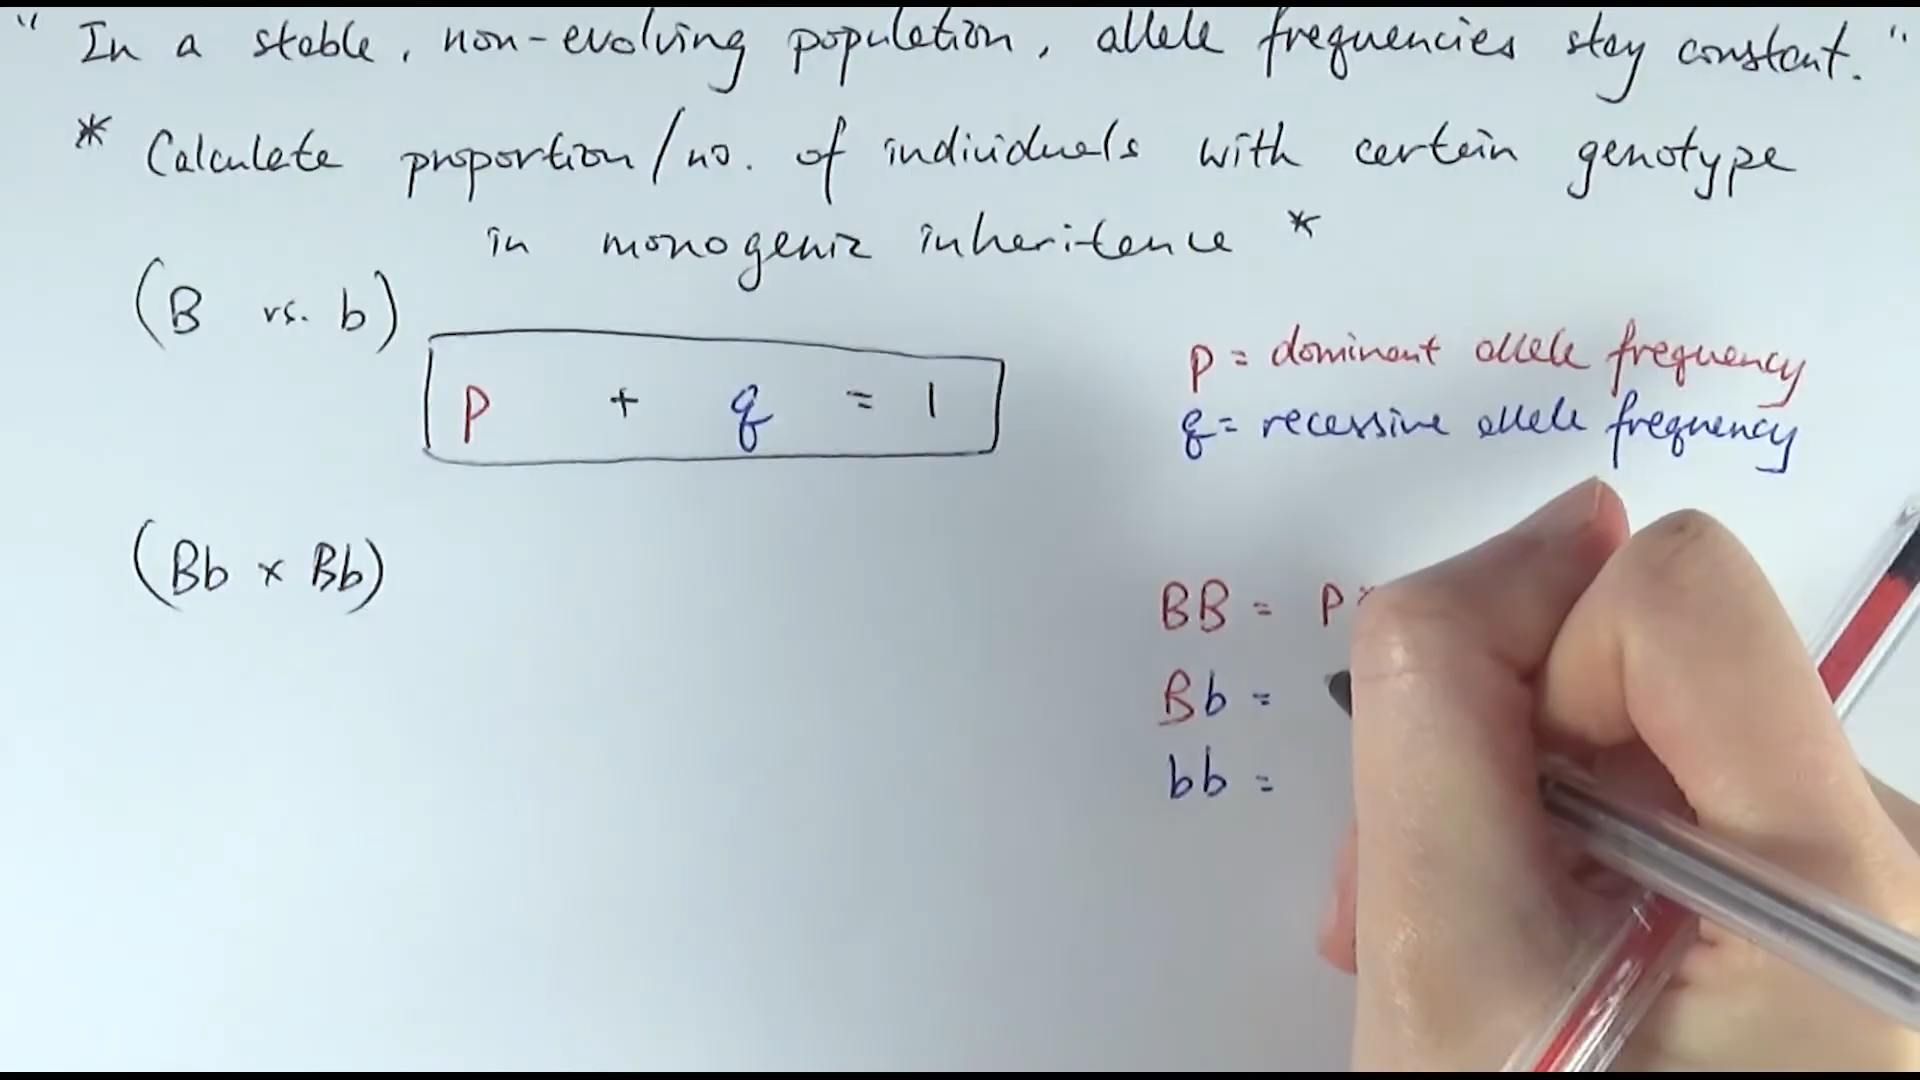 "In a stable, non-evolving population, allele frequencies stay constant."
* Calculate proportion/no. of individuals with certain genotype
in monogenic inheritence *
(B vs. b)
p + q = 1
p = dominant allele frequency
q = recessive allele frequency
(Bb × Bb)
BB = p
Bb =
bb =